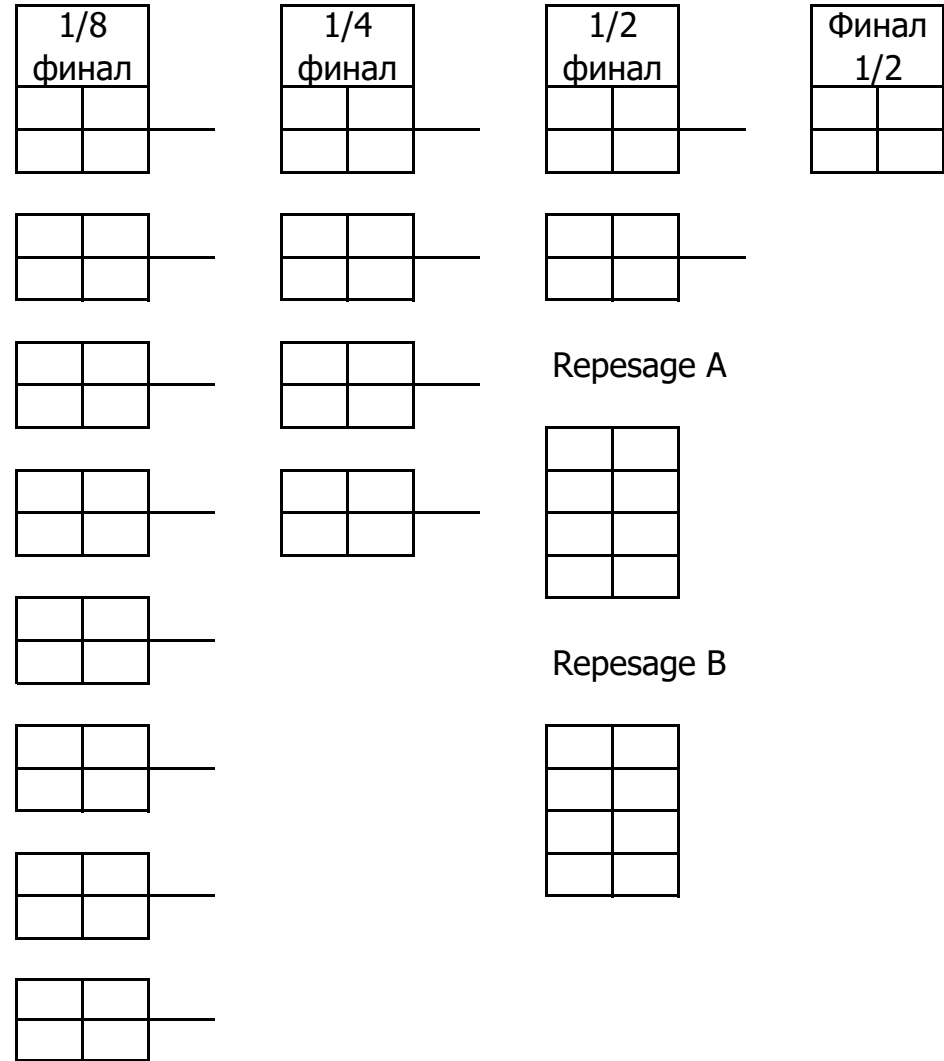 1/8
финал
1/4
финал
1/2
финал
Финал
1/2
Repesage A
Repesage B